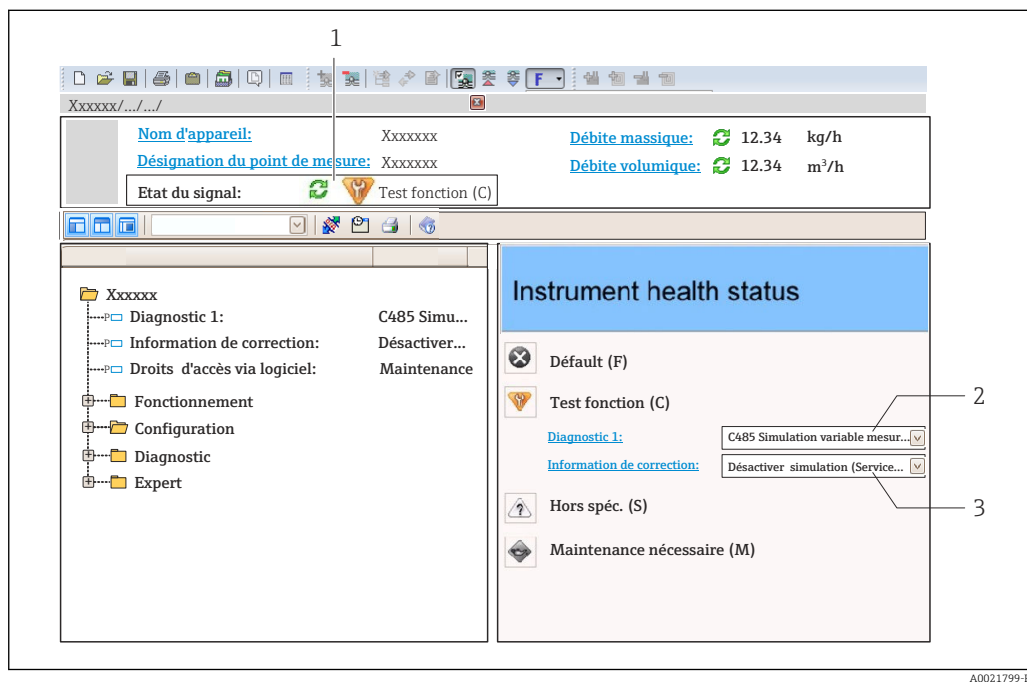 1
F
Xxxxxx/.../.../
Nom d'appareil: Xxxxxxx Débite massique: 12.34 kg/h
Désignation du point de mesure: Xxxxxxx Débite volumique: 12.34 m³/h
Etat du signal: Test fonction (C)
Instrument health status
Xxxxxx
P Diagnostic 1: C485 Simu...
P Information de correction: Désactiver...
P Droits d'accès via logiciel: Maintenance
Fonctionnement
Configuration
Diagnostic
Expert
Défault (F)
Test fonction (C)
2
Diagnostic 1: C485 Simulation variable mesur...
Information de correction: Désactiver simulation (Service...
Hors spéc. (S)
3
Maintenance nécessaire (M)